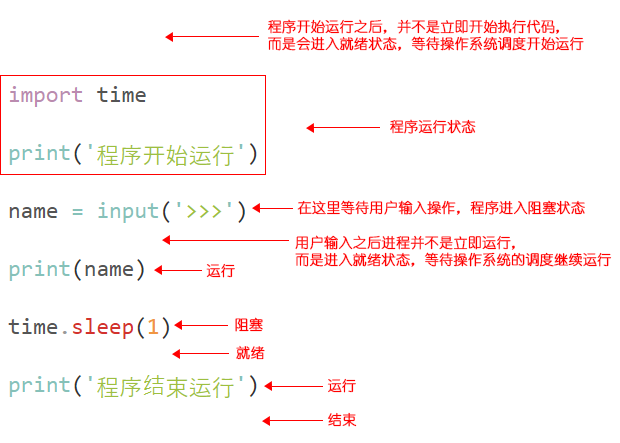 程序开始运行之后，并不是立即开始执行代码，
而是会进入就绪状态，等待操作系统调度开始运行
import time
程序运行状态
print('程序开始运行')
name = input('>>>')
在这里等待用户输入操作，程序进入阻塞状态
用户输入之后进程并不是立即运行，
而是进入就绪状态，等待操作系统的调度继续运行
print(name)
运行
time.sleep(1)
阻塞
就绪
print('程序结束运行')
运行
结束